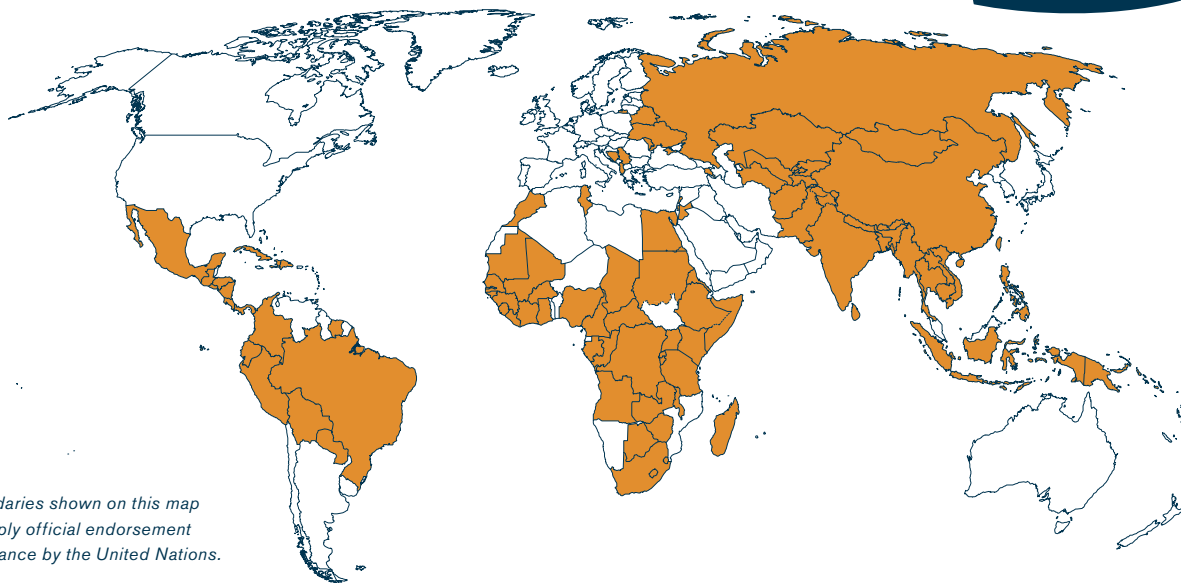 daries shown on this map
ply official endorsement
ance by the United Nations.